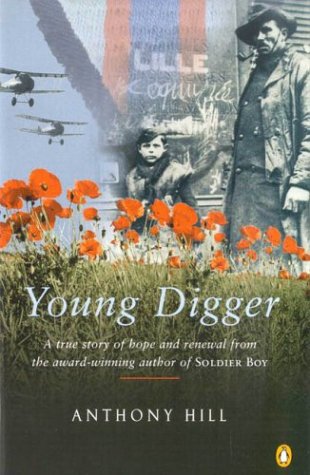 LILLE
Young Digger
A true story of hope and renewal from
the award-winning author of SOLDIER BOY
ANTHONY HILL